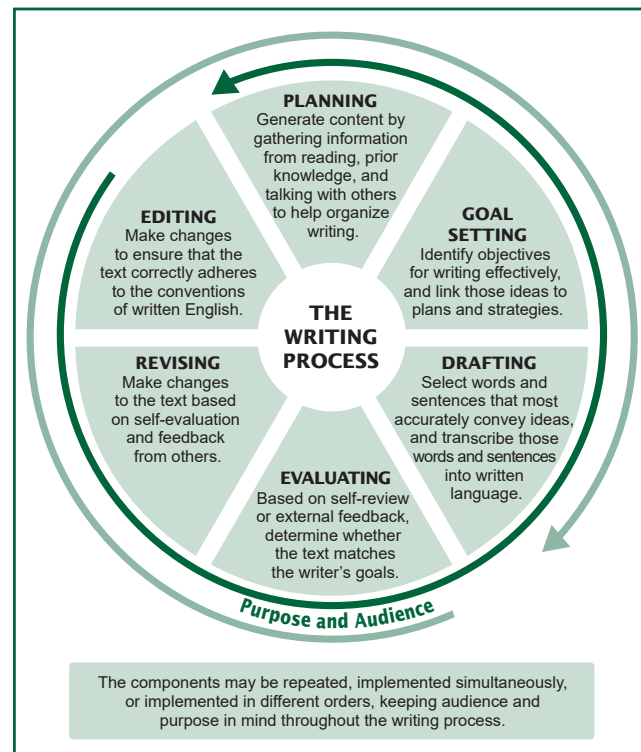 PLANNING
Generate content by
gathering information
from reading, prior
knowledge, and
talking with others
to help organize
writing.
GOAL
SETTING
Identify objectives
for writing effectively,
and link those ideas to
plans and strategies.
DRAFTING
Select words and
sentences that most
accurately convey ideas,
and transcribe those
words and sentences
into written
language.
EVALUATING
Based on self-review
or external feedback,
determine whether
the text matches
the writer's goals.
REVISING
Make changes
to the text based
on self-evaluation
and feedback
from others.
EDITING
Make changes
to ensure that the
text correctly adheres
to the conventions
of written English.
THE
WRITING
PROCESS
Purpose and Audience
The components may be repeated, implemented simultaneously,
or implemented in different orders, keeping audience and
purpose in mind throughout the writing process.